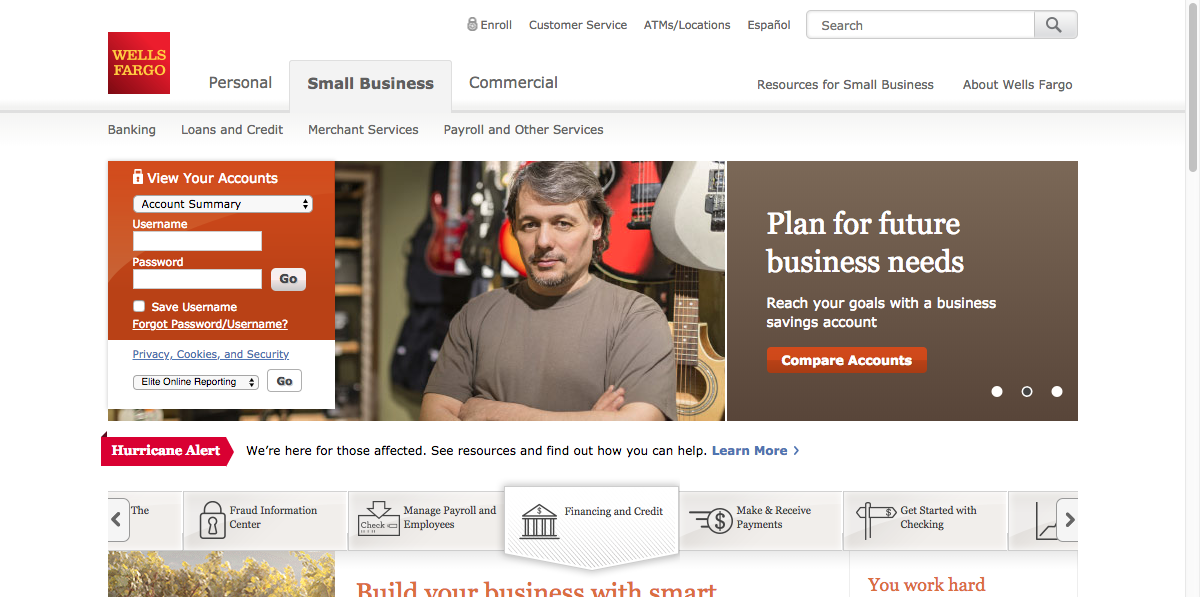 Enroll
Customer Service
ATMs/Locations
Español
Search
WELLS
FARGO
Personal
Small Business
Commercial
Resources for Small Business
About Wells Fargo
Banking
Loans and Credit
Merchant Services
Payroll and Other Services
View Your Accounts
Account Summary
Username
Password
Go
Save Username
Forgot Password/Username?
Privacy, Cookies, and Security
Elite Online Reporting
Go
Plan for future
business needs
Reach your goals with a business
savings account
Compare Accounts
Hurricane Alert
We're here for those affected. See resources and find out how you can help. Learn More
The
Fraud Information
Center
Check
Manage Payroll and
Employees
$
Financing and Credit
$
Make & Receive
Payments
$
Get Started with
Checking
Build your business with smart
You work hard